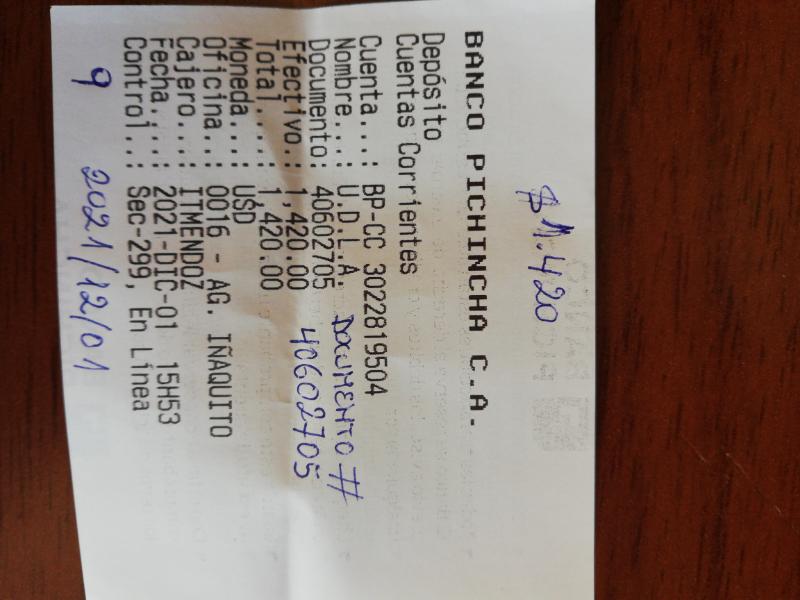 $ 1.420
BANCO PICHINCHA C.A.
Depósito
Cuentas Corrientes
Cuenta...: BP-CC 3022819504
Nombre...: U.D.L.A. DOCUMENTO #
Documento: 40602705 40602705
Efectivo.: 1,420.00
Total....: 1,420.00
Moneda...: USD
Oficina..: 0016 - AG. IÑAQUITO
Cajero...: ITMENDOZ
Fecha.¡..: 2021-DIC-01 15H53
Control..: Sec-299, En Línea
9 2021/12/01